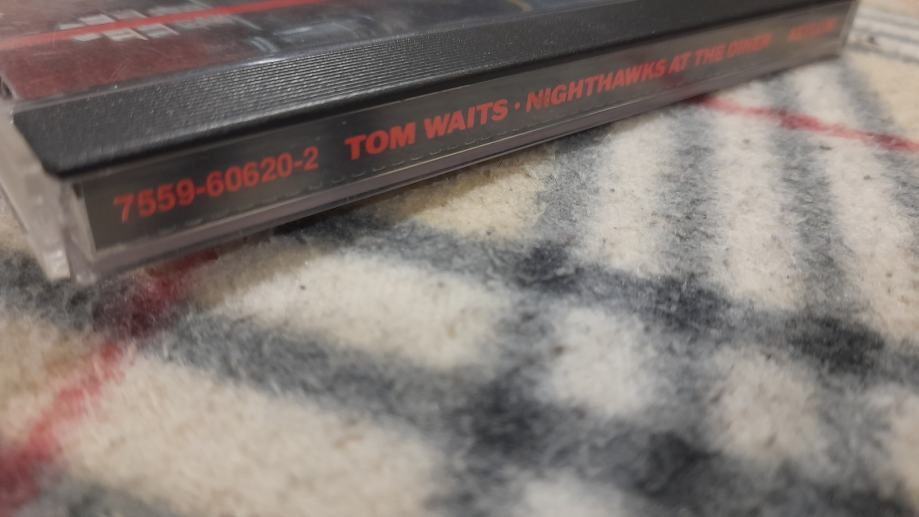 7559-60620-2 TOM WAITS · NIGHTHAWKS AT THE DINER